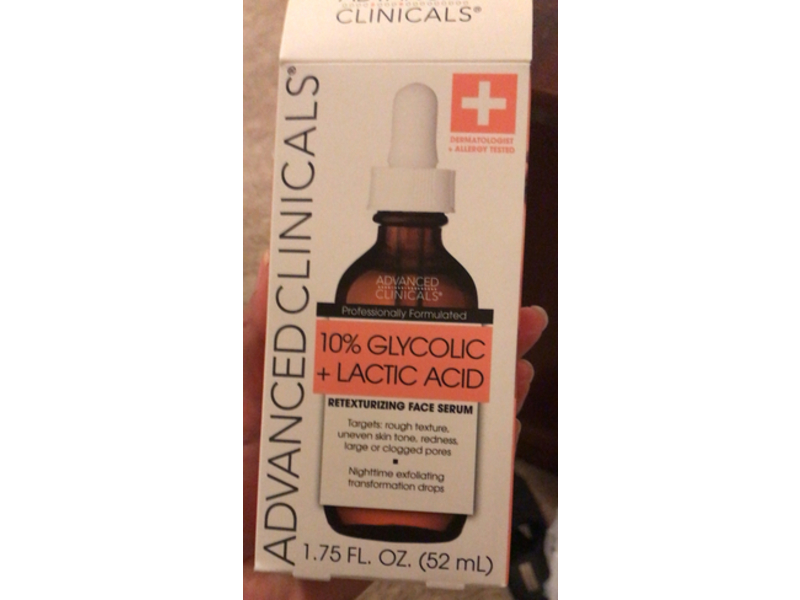 CLINICALS®
ADVANCED CLINICALS®
DERMATOLOGIST
+ ALLERGY TESTED
ADVANCED
CLINICALS®
Professionally Formulated
10% GLYCOLIC
+ LACTIC ACID
RETEXTURIZING FACE SERUM
Targets: rough texture,
uneven skin tone, redness,
large or clogged pores
Nighttime exfoliating
transformation drops
1.75 FL. OZ. (52 mL)